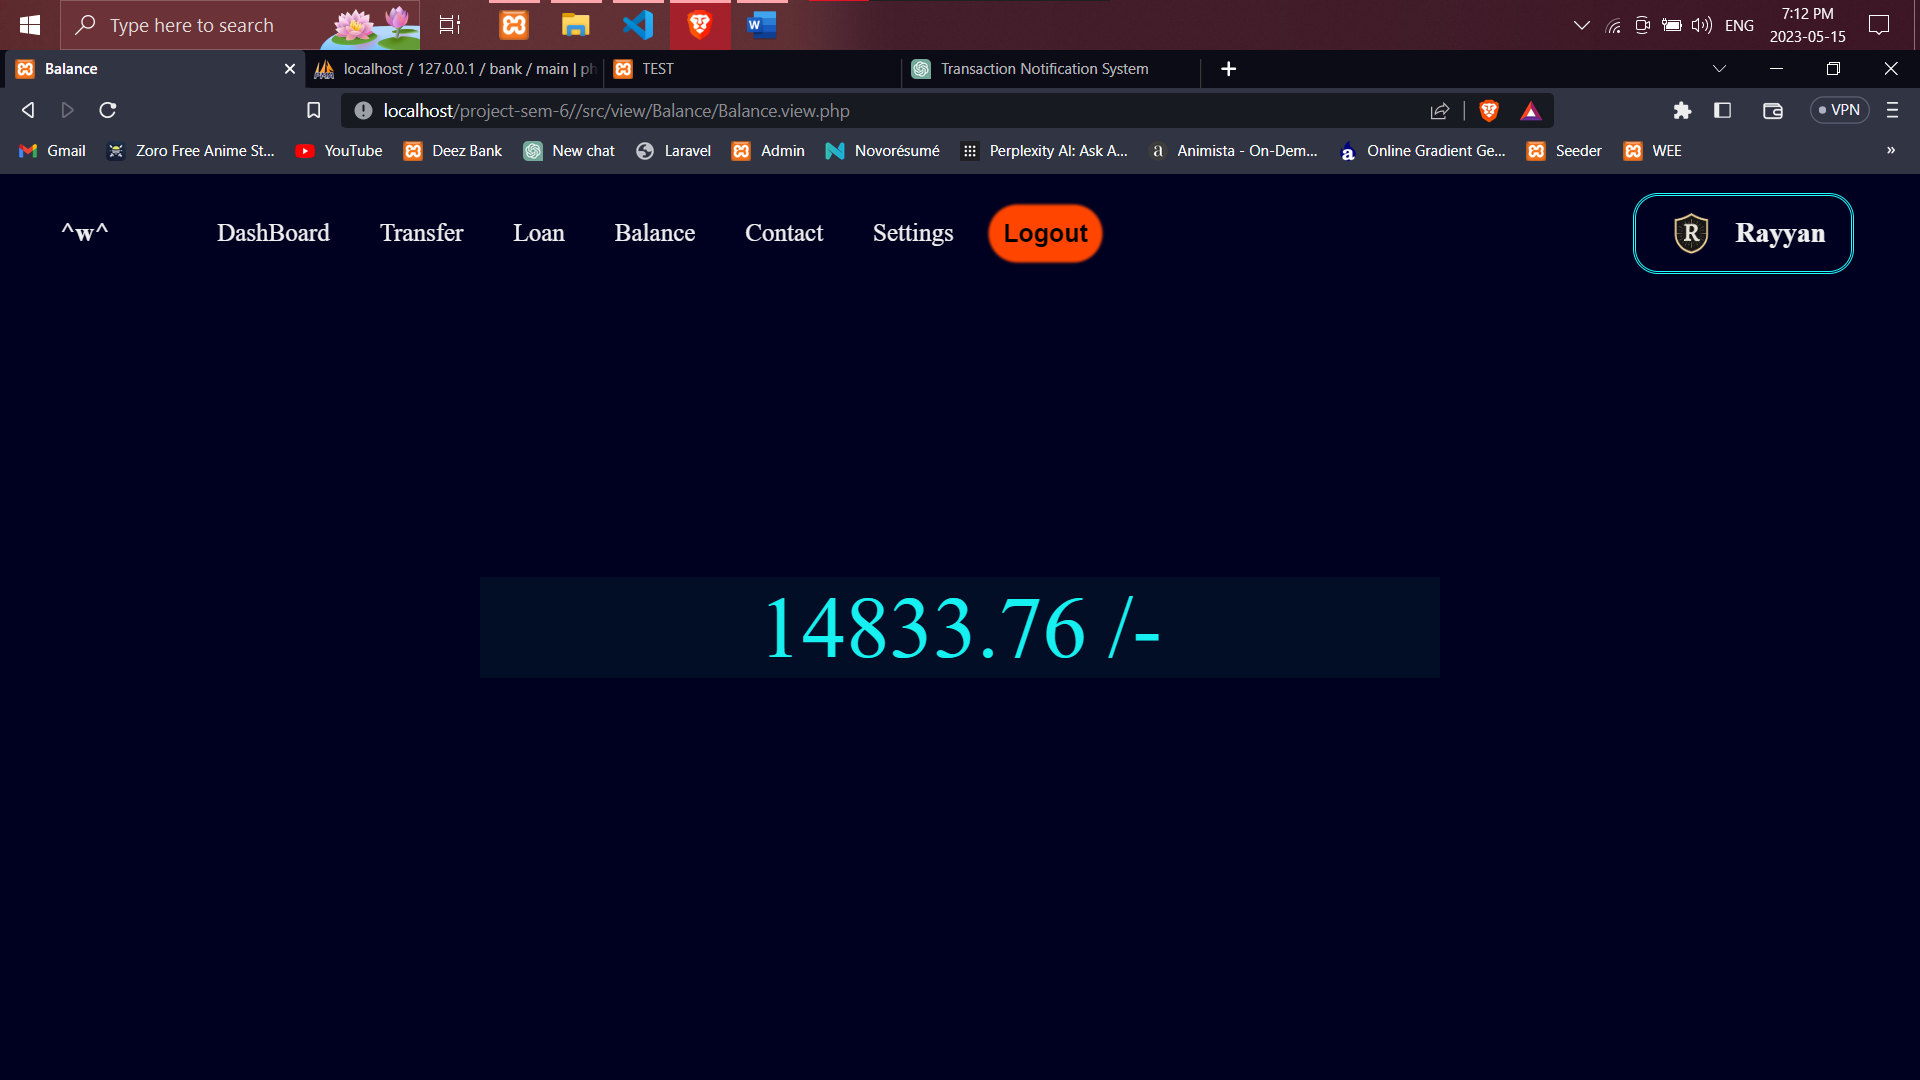 Type here to search
ENG
7:12 PM
2023-05-15
Balance
localhost / 127.0.0.1 / bank / main | ph
TEST
Transaction Notification System
localhost/project-sem-6//src/view/Balance/Balance.view.php
VPN
Gmail
Zoro Free Anime St...
YouTube
Deez Bank
New chat
Laravel
Admin
Novorésumé
Perplexity AI: Ask A...
Animista - On-Dem...
Online Gradient Ge...
Seeder
WEE
»
^w^
DashBoard
Transfer
Loan
Balance
Contact
Settings
Logout
R
Rayyan
14833.76 /-